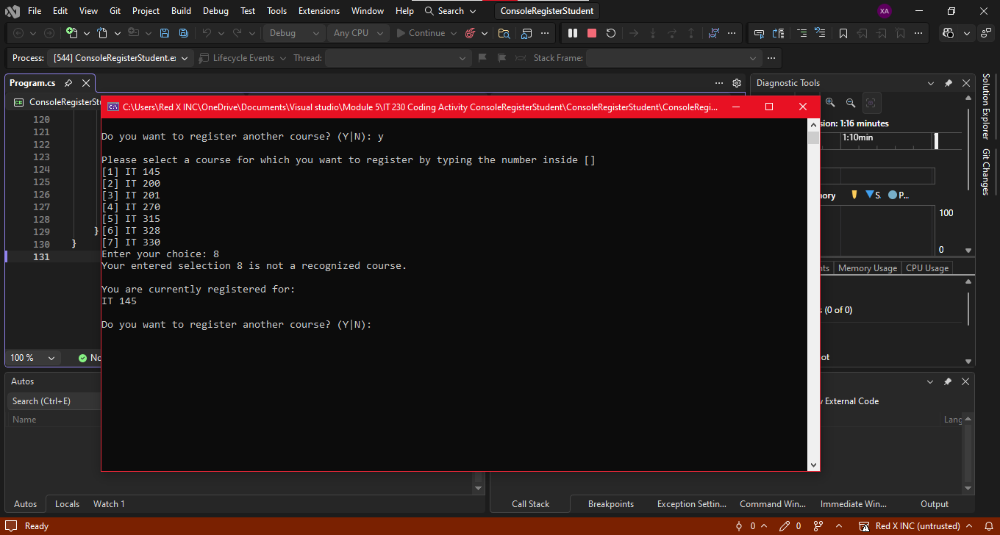 File Edit View Git Project Build Debug Test Tools Extensions Window Help Search ConsoleRegisterStudent XA
Debug Any CPU Continue
Process: [544] ConsoleRegisterStudent.e Lifecycle Events Thread: Stack Frame:
Program.cs
ConsoleRegisterStu
C:\Users\Red X INC\OneDrive\Documents\Visual studio\Module 5\IT 230 Coding Activity ConsoleRegisterStudent\ConsoleRegisterStudent\ConsoleRegi...
120
121
122
123
124
125
126
127
128
129 }
130 }
131
Do you want to register another course? (Y|N): y
Please select a course for which you want to register by typing the number inside []
[1] IT 145
[2] IT 200
[3] IT 201
[4] IT 270
[5] IT 315
[6] IT 328
[7] IT 330
Enter your choice: 8
Your entered selection 8 is not a recognized course.
You are currently registered for:
IT 145
Do you want to register another course? (Y|N):
100 % No
Diagnostic Tools
sion: 1:16 minutes
1:10min
ory S. P...
100
0
ts Memory Usage CPU Usage
s (0 of 0)
ot
Solution Explorer
Git Changes
Autos
Search (Ctrl+E)
Name
External Code
Lang
Autos Locals Watch 1
Call Stack Breakpoints Exception Settin... Command Win... Immediate Win... Output
Ready 0 0 Red X INC (untrusted)